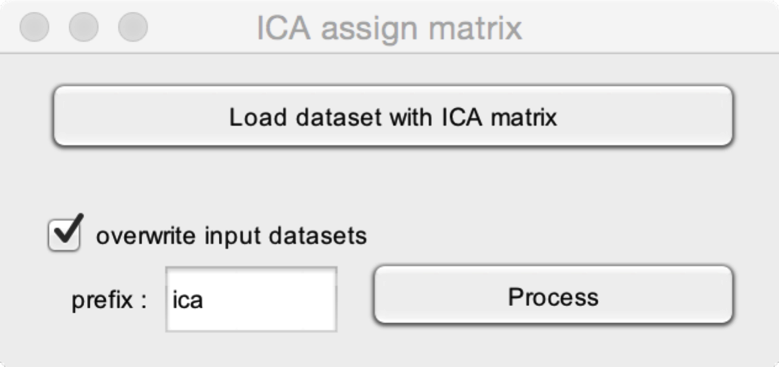 ICA assign matrix
Load dataset with ICA matrix
overwrite input datasets
prefix : ica Process